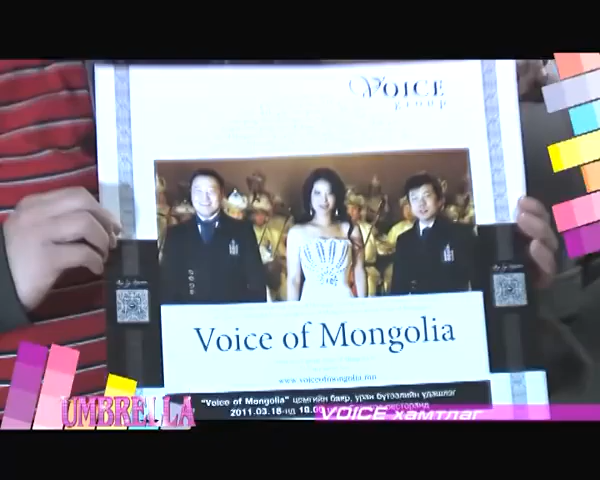 VOICE
group
Voice of Mongolia
www.voiceofmongolia.mn
"Voice of Mongolia" цомгийн баяр, уран бүтээлийн үдэшлэг
2011.03.18-нд 18.00
UMBRELLA
VOICE хамтлаг